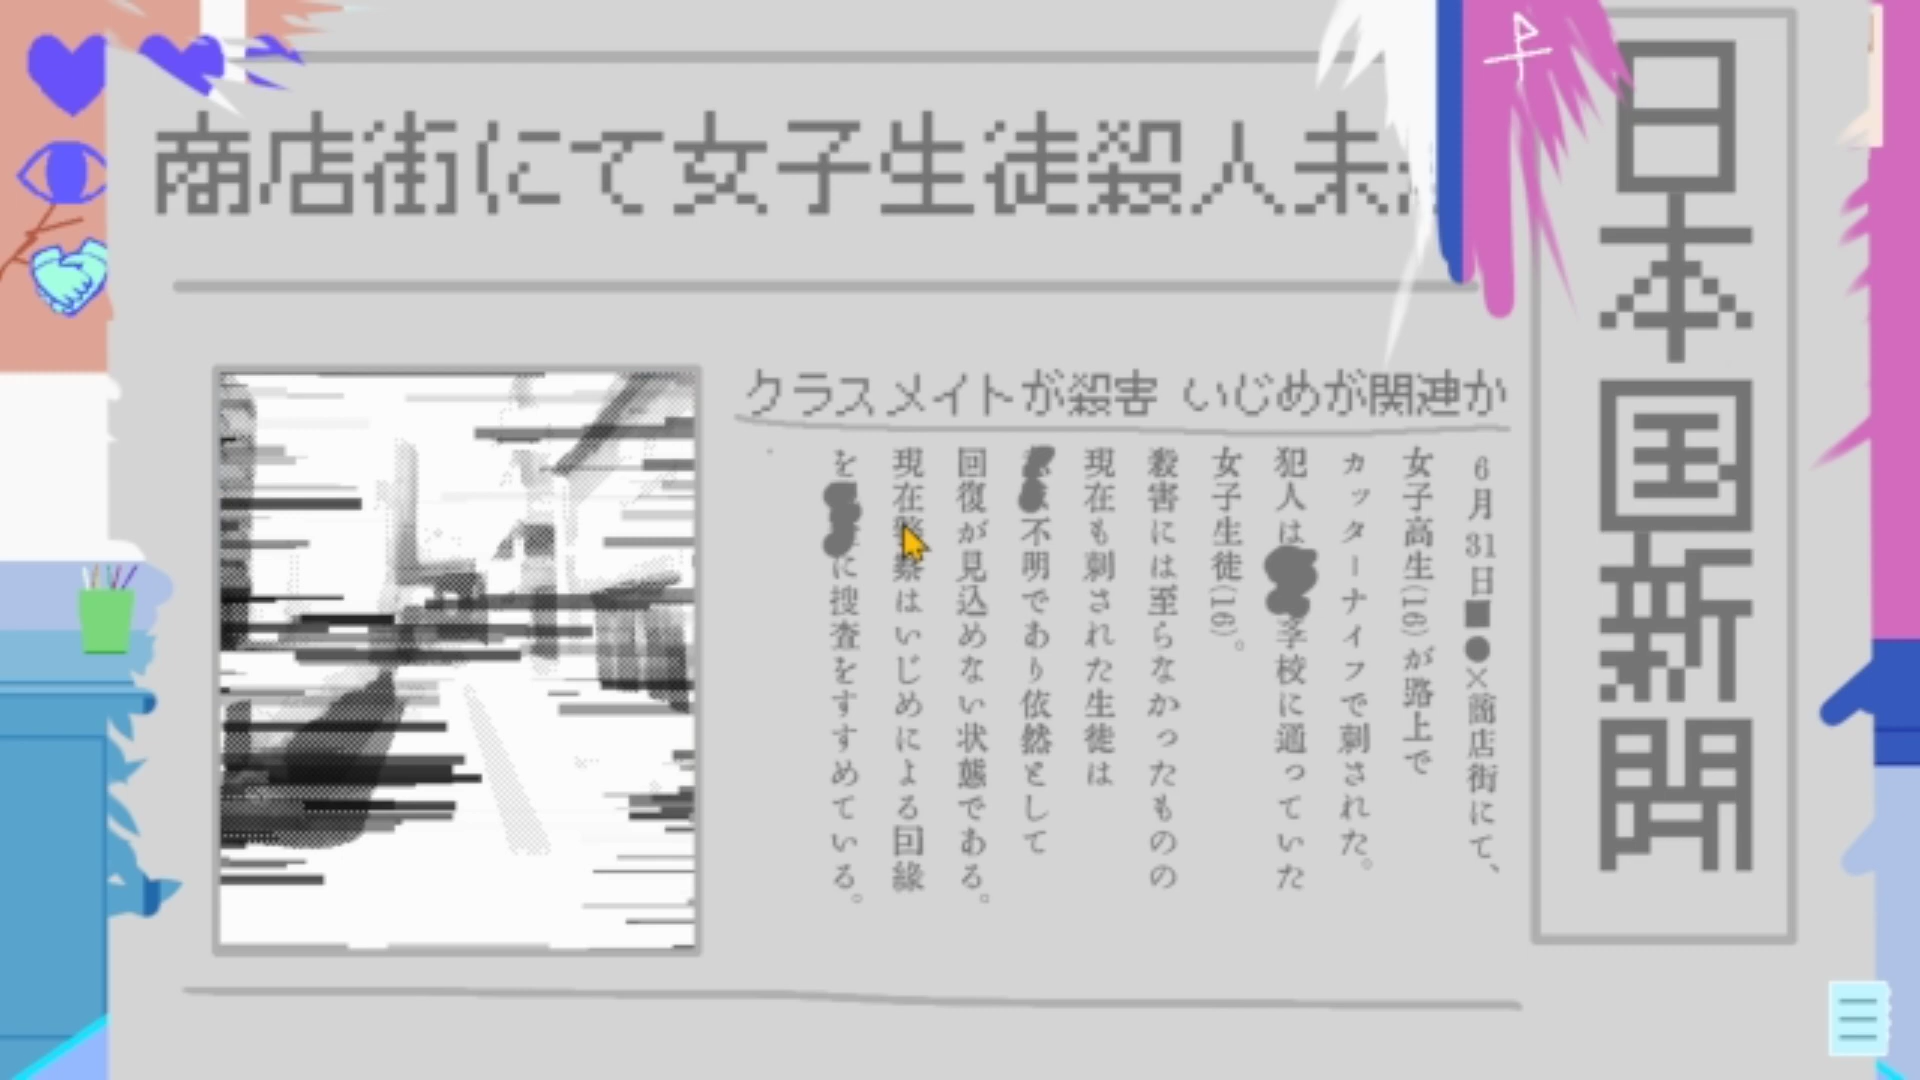 日本国新聞
商店街にて女子生徒殺人未
クラスメイトが殺害 いじめが関連か
6月31日■●×商店街にて、
女子高生(16)が路上で
カッターナイフで刺された。
犯人は学校に通っていた
女子生徒(16)。
殺害には至らなかったものの
現在も刺された生徒は
不明であり依然として
回復が見込めない状態である。
現在警察はいじめによる回縁
をに捜査をすすめている。